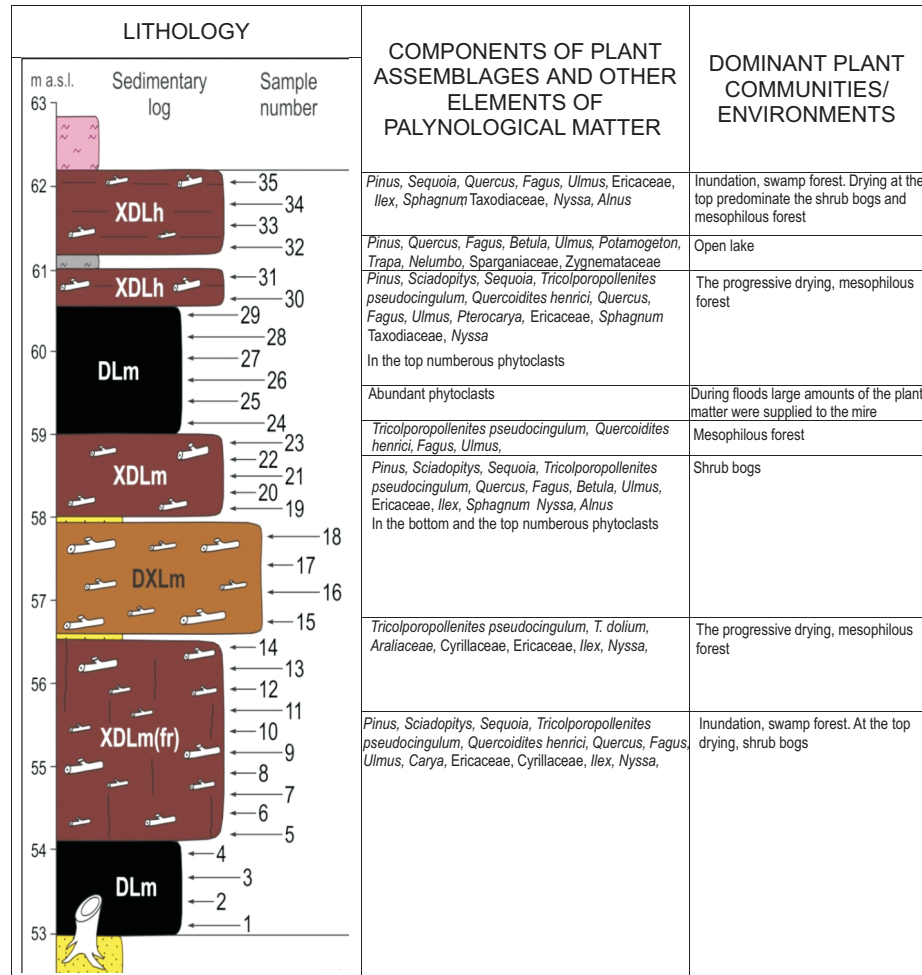 LITHOLOGY
COMPONENTS OF PLANT
ASSEMBLAGES AND OTHER
ELEMENTS OF
PALYNOLOGICAL MATTER
DOMINANT PLANT
COMMUNITIES/
ENVIRONMENTS
m a.s.l.
Sedimentary
log
Sample
number
63
62
61
60
59
58
57
56
55
54
53
XDLh
XDLh
DLm
XDLm
DXLm
XDLm(fr)
DLm
35
34
33
32
31
30
29
28
27
26
25
24
23
22
21
20
19
18
17
16
15
14
13
12
11
10
9
8
7
6
5
4
3
2
1
Pinus, Sequoia, Quercus, Fagus, Ulmus, Ericaceae,
Ilex, Sphagnum, Taxodiaceae, Nyssa, Alnus
Inundation, swamp forest. Drying at the
top predominate the shrub bogs and
mesophilous forest
Pinus, Quercus, Fagus, Betula, Ulmus, Potamogeton,
Trapa, Nelumbo, Sparganiaceae, Zygnemataceae
Open lake
Pinus, Sciadopitys, Sequoia, Tricolporopollenites
pseudocingulum, Quercoidites henrici, Quercus,
Fagus, Ulmus, Pterocarya, Ericaceae, Sphagnum
Taxodiaceae, Nyssa
In the top numberous phytoclasts
The progressive drying, mesophilous
forest
Abundant phytoclasts
During floods large amounts of the plant
matter were supplied to the mire
Tricolporopollenites pseudocingulum, Quercoidites
henrici, Fagus, Ulmus,
Mesophilous forest
Pinus, Sciadopitys, Sequoia, Tricolporopollenites
pseudocingulum, Quercus, Fagus, Betula, Ulmus,
Ericaceae, Ilex, Sphagnum Nyssa, Alnus
In the bottom and the top numerous phytoclasts
Shrub bogs
Tricolporopollenites pseudocingulum, T. dolium,
Araliaceae, Cyrillaceae, Ericaceae, Ilex, Nyssa,
The progressive drying, mesophilous
forest
Pinus, Sciadopitys, Sequoia, Tricolporopollenites
pseudocingulum, Quercoidites henrici, Quercus, Fagus,
Ulmus, Carya, Ericaceae, Cyrillaceae, Ilex, Nyssa,
Inundation, swamp forest. At the top
drying, shrub bogs